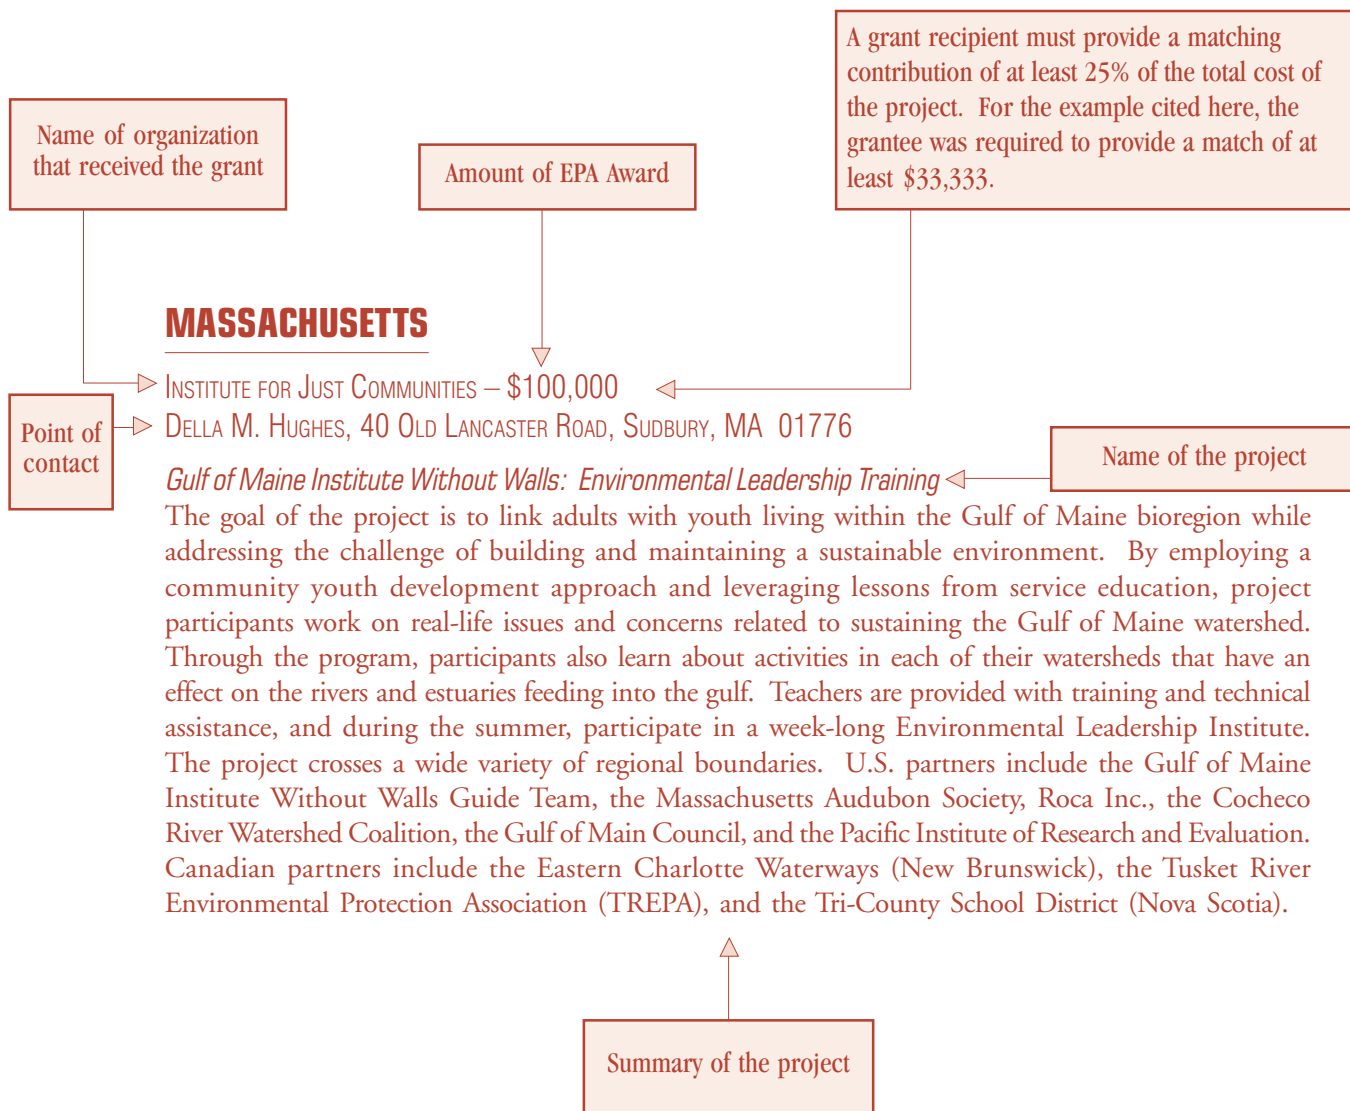 A grant recipient must provide a matching
contribution of at least 25% of the total cost of
the project. For the example cited here, the
grantee was required to provide a match of at
least $33,333.
Name of organization
that received the grant
Amount of EPA Award
MASSACHUSETTS
INSTITUTE FOR JUST COMMUNITIES – $100,000
Point of
contact
DELLA M. HUGHES, 40 OLD LANCASTER ROAD, SUDBURY, MA 01776
Name of the project
Gulf of Maine Institute Without Walls: Environmental Leadership Training
The goal of the project is to link adults with youth living within the Gulf of Maine bioregion while
addressing the challenge of building and maintaining a sustainable environment. By employing a
community youth development approach and leveraging lessons from service education, project
participants work on real-life issues and concerns related to sustaining the Gulf of Maine watershed.
Through the program, participants also learn about activities in each of their watersheds that have an
effect on the rivers and estuaries feeding into the gulf. Teachers are provided with training and technical
assistance, and during the summer, participate in a week-long Environmental Leadership Institute.
The project crosses a wide variety of regional boundaries. U.S. partners include the Gulf of Maine
Institute Without Walls Guide Team, the Massachusetts Audubon Society, Roca Inc., the Cocheco
River Watershed Coalition, the Gulf of Main Council, and the Pacific Institute of Research and Evaluation.
Canadian partners include the Eastern Charlotte Waterways (New Brunswick), the Tusket River
Environmental Protection Association (TREPA), and the Tri-County School District (Nova Scotia).
Summary of the project